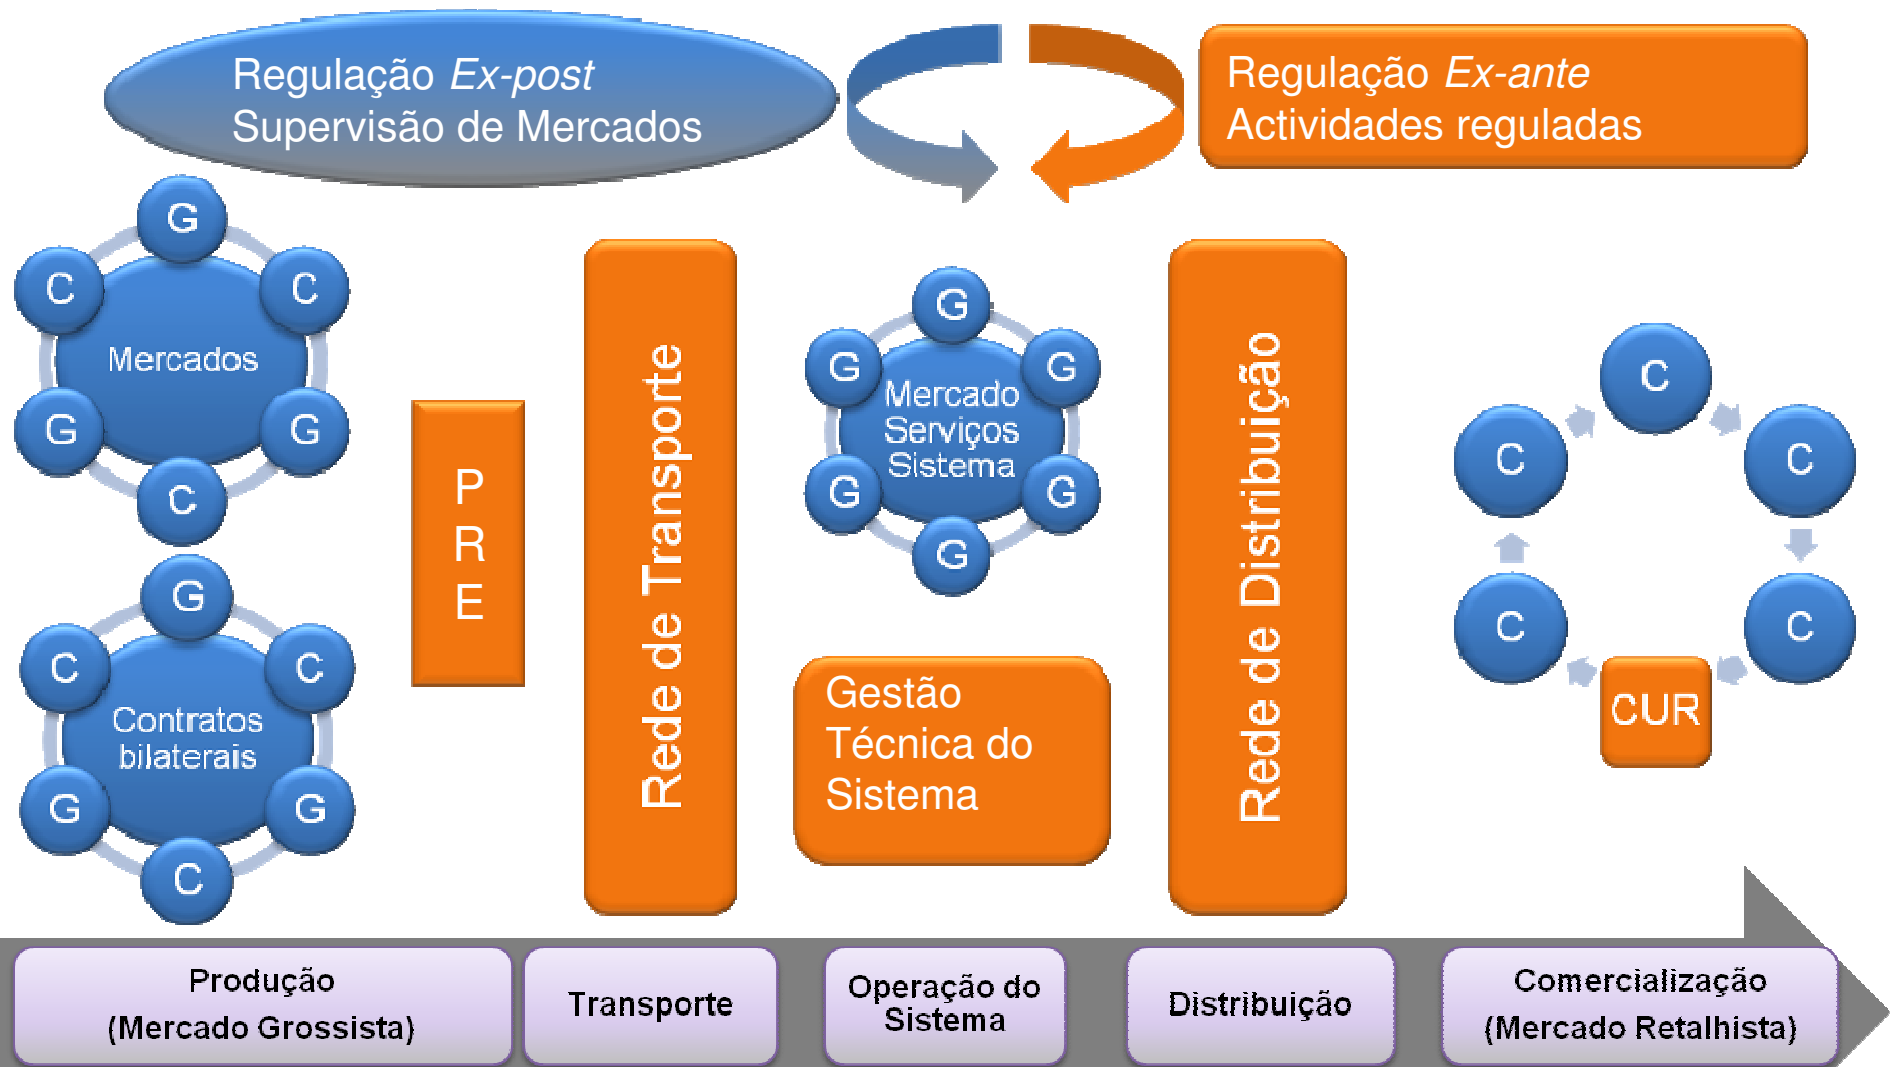 Regulação Ex-post
Supervisão de Mercados
Regulação Ex-ante
Actividades reguladas
G
C
C
Mercados
G
G
C
G
C
C
Contratos
bilaterais
G
G
C
P
R
E
Rede de Transporte
G
G
G
Mercado
Serviços
Sistema
G
G
G
Gestão
Técnica do
Sistema
Rede de Distribuição
C
C
C
C
C
CUR
Produção
(Mercado Grossista)
Transporte
Operação do
Sistema
Distribuição
Comercialização
(Mercado Retalhista)